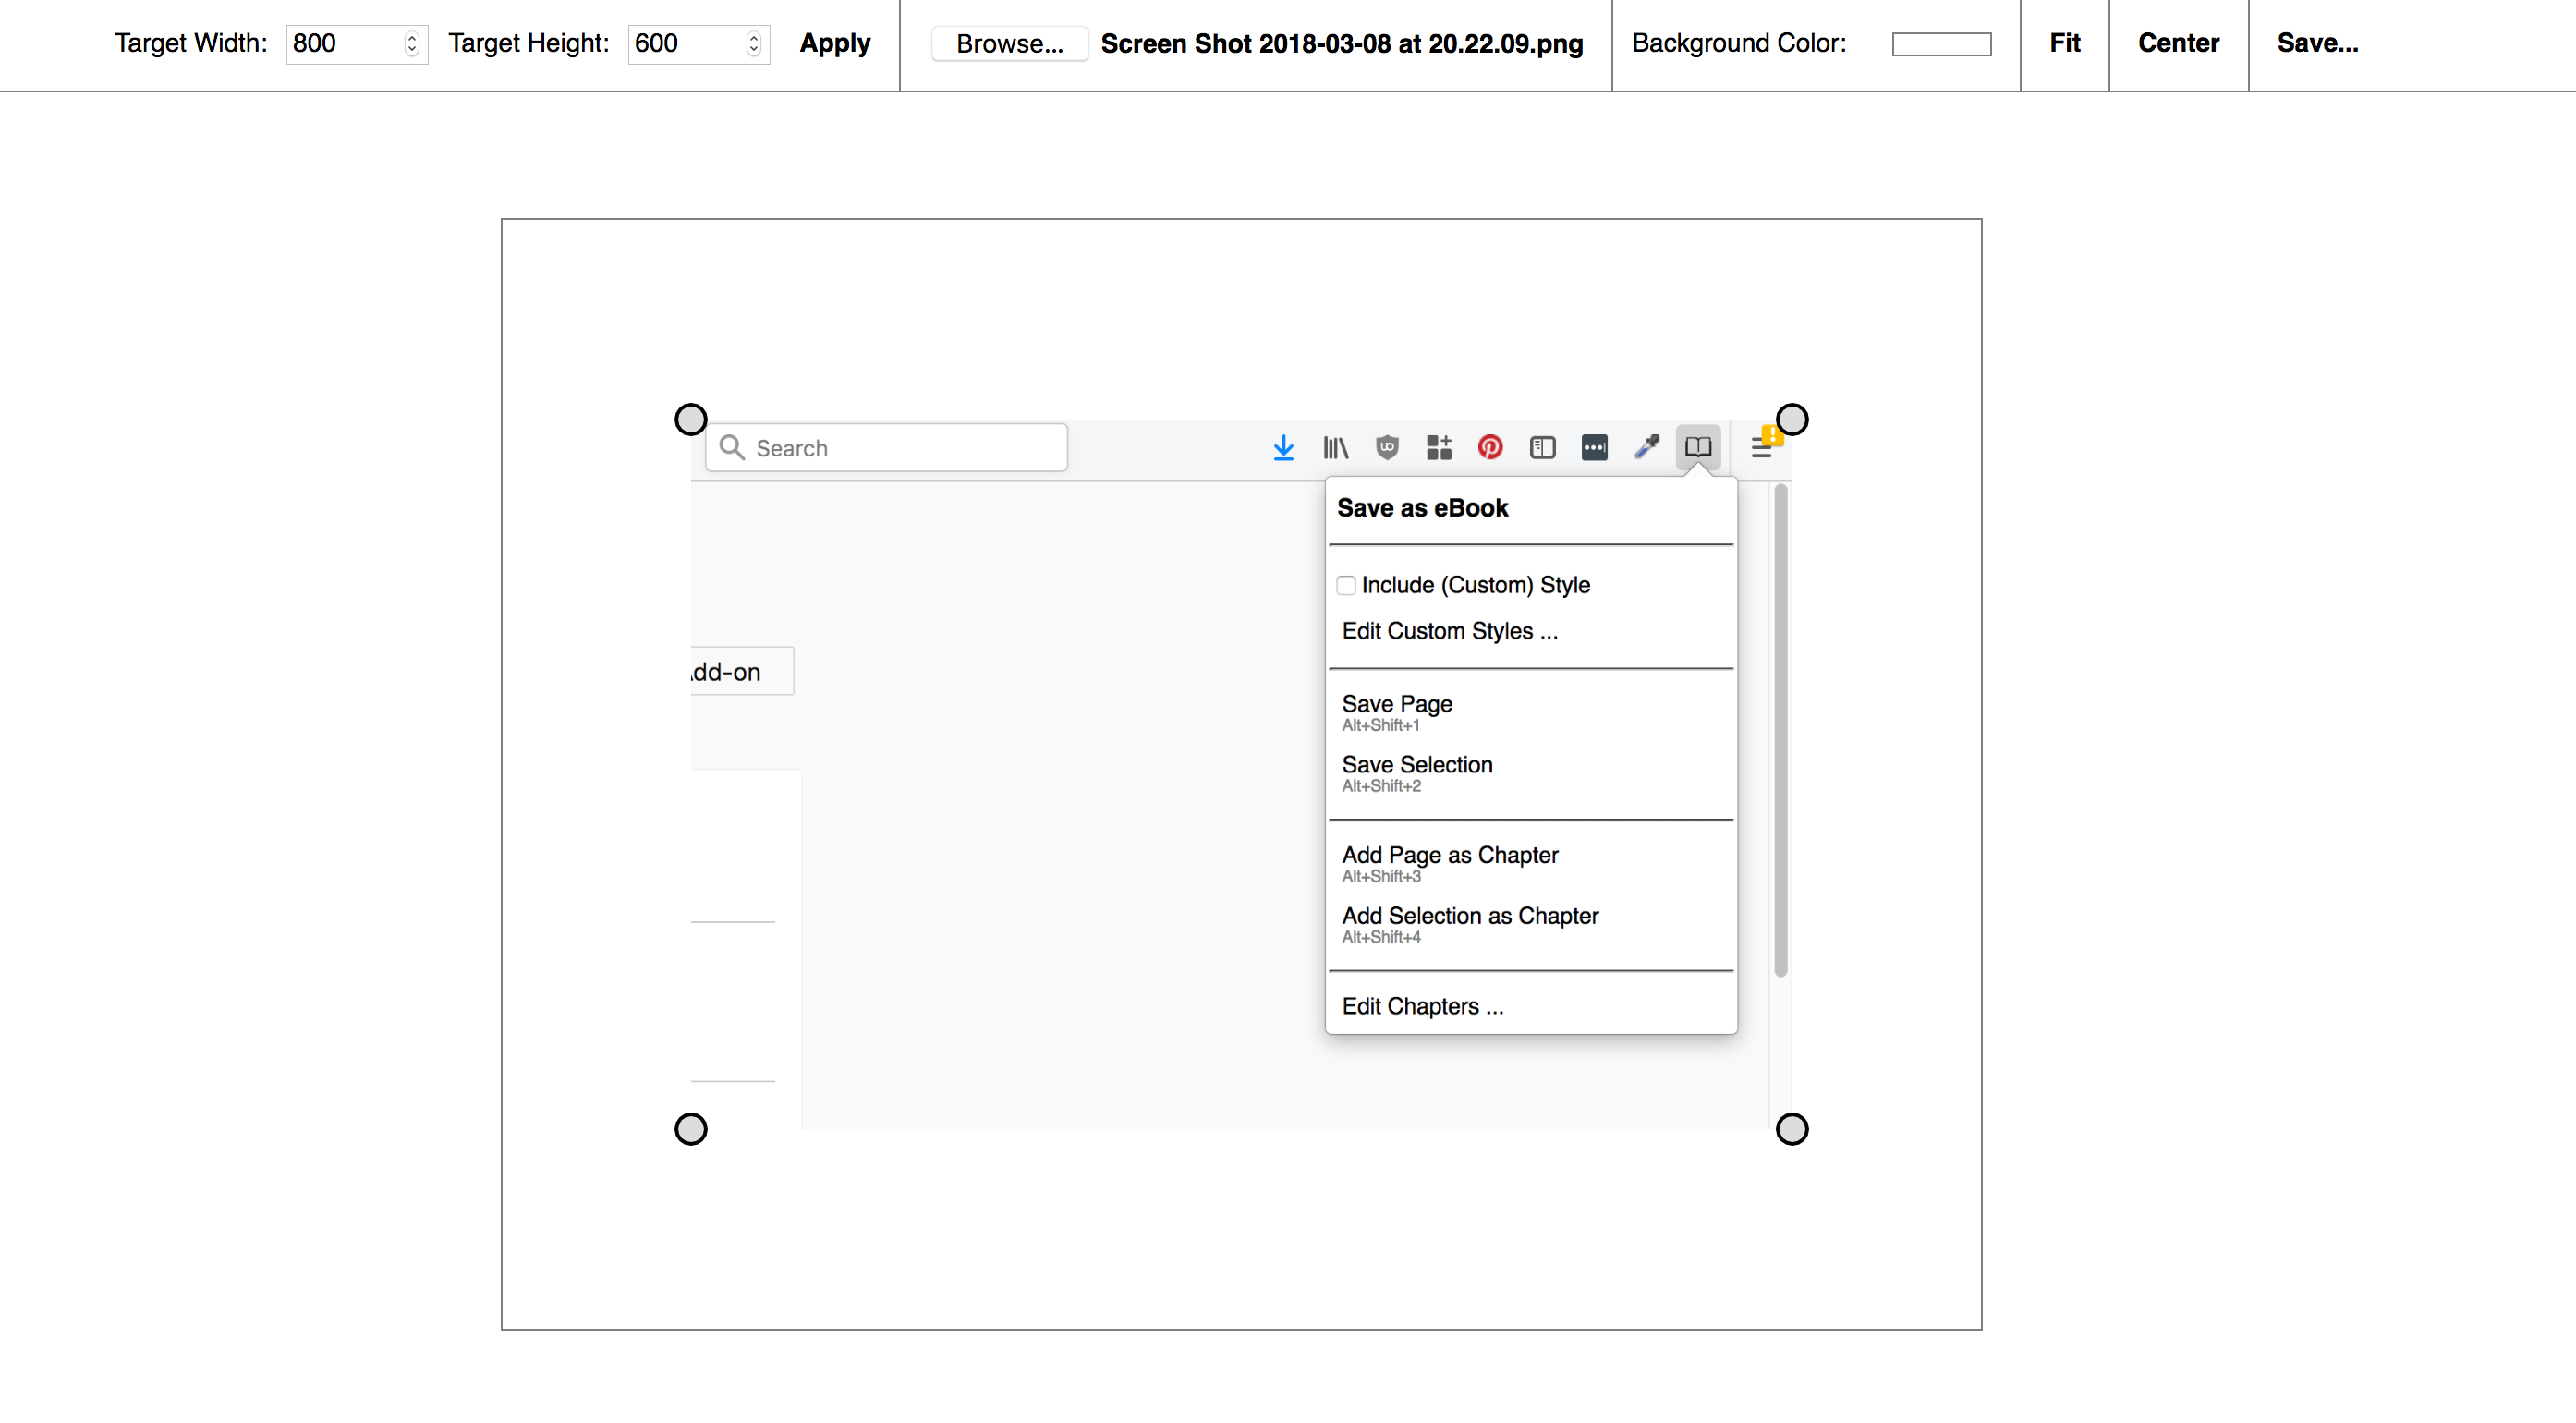 Target Width: 800 Target Height: 600 Apply Browse... Screen Shot 2018-03-08 at 20.22.09.png Background Color: Fit Center Save...
Search
Save as eBook
Include (Custom) Style
Edit Custom Styles ...
dd-on
Save Page
Alt+Shift+1
Save Selection
Alt+Shift+2
Add Page as Chapter
Alt+Shift+3
Add Selection as Chapter
Alt+Shift+4
Edit Chapters ...